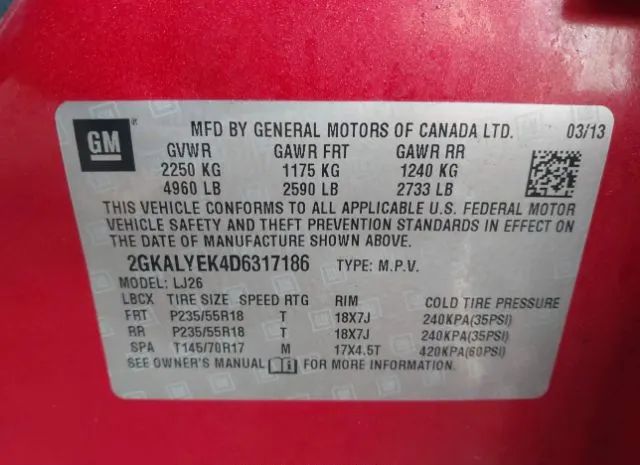 GM
MFD BY GENERAL MOTORS OF CANADA LTD. 03/13
GVWR GAWR FRT GAWR RR
2250 KG 1175 KG 1240 KG
4960 LB 2590 LB 2733 LB
THIS VEHICLE CONFORMS TO ALL APPLICABLE U.S. FEDERAL MOTOR
VEHICLE SAFETY AND THEFT PREVENTION STANDARDS IN EFFECT ON
THE DATE OF MANUFACTURE SHOWN ABOVE.
2GKALYEK4D6317186 TYPE: M.P.V.
MODEL: LJ26
LBCX TIRE SIZE SPEED RTG RIM COLD TIRE PRESSURE
FRT P235/55R18 T 18X7J 240KPA(35PSI)
RR P235/55R18 T 18X7J 240KPA(35PSI)
SPA T145/70R17 M 17X4.5T 420KPA(60PSI)
SEE OWNER'S MANUAL FOR MORE INFORMATION.